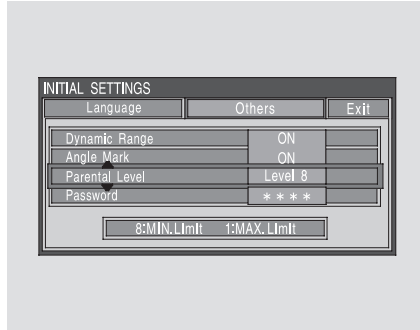 INITIAL SETTINGS
Language Others Exit
Dynamic Range ON
Angle Mark ON
Parental Level Level 8
Password ****
8:MIN.LImIt 1:MAX.LImIt